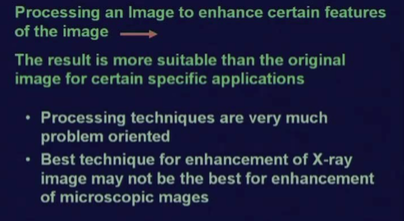 Processing an Image to enhance certain features
of the image
The result is more suitable than the original
image for certain specific applications
• Processing techniques are very much
problem oriented
• Best technique for enhancement of X-ray
image may not be the best for enhancement
of microscopic mages